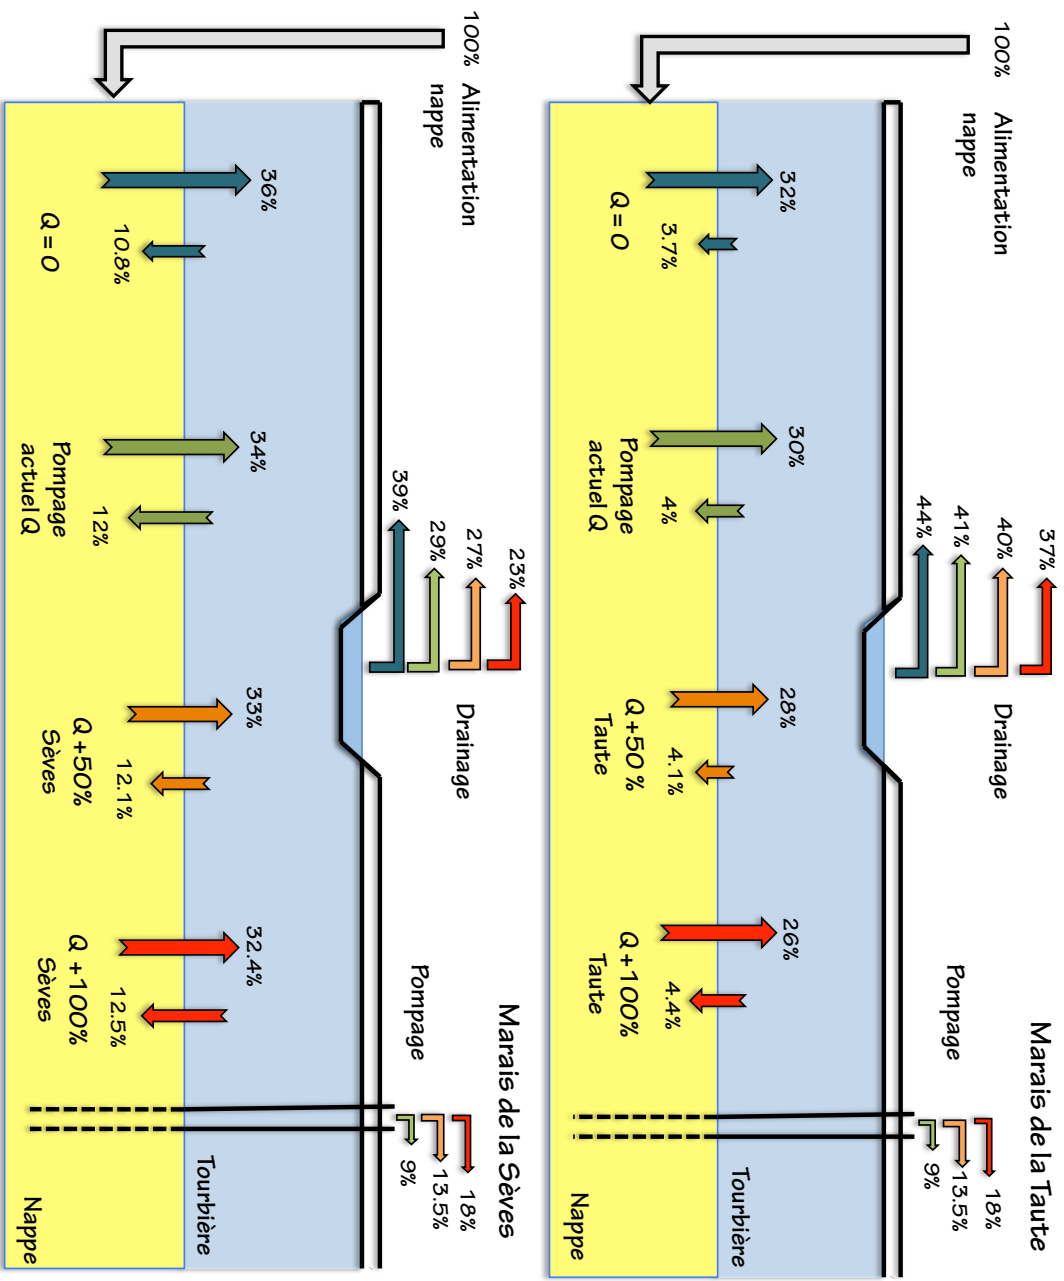 Marais de la Taute
100%
Alimentation
nappe
Drainage
37%
40%
41%
44%
Pompage
18%
13.5%
9%
32%
3.7%
Q = 0
30%
4%
Pompage
actuel Q
28%
4.1%
Q +50 %
Taute
26%
4.4%
Q +100%
Taute
Tourbière
Nappe
Marais de la Sèves
100%
Alimentation
nappe
Drainage
23%
27%
29%
39%
Pompage
18%
13.5%
9%
36%
10.8%
Q = 0
34%
12%
Pompage
actuel Q
33%
12.1%
Q +50%
Sèves
32.4%
12.5%
Q +100%
Sèves
Tourbière
Nappe